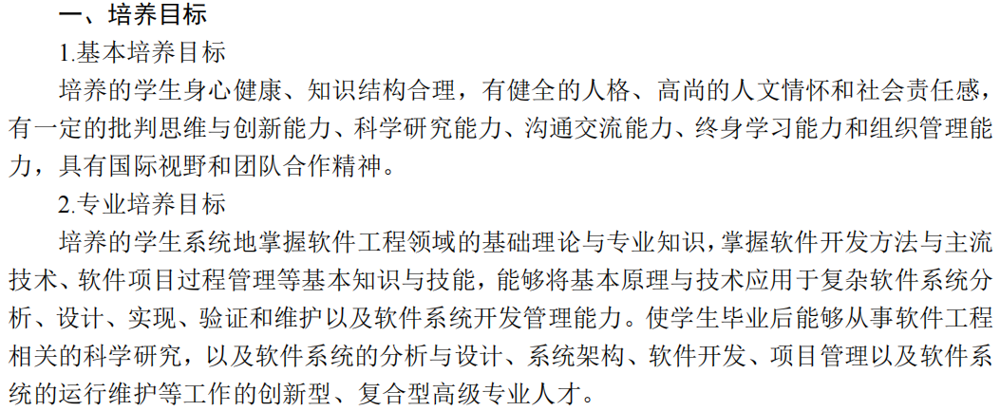 一、培养目标
1.基本培养目标
培养的学生身心健康、知识结构合理，有健全的人格、高尚的人文情怀和社会责任感，
有一定的批判思维与创新能力、科学研究能力、沟通交流能力、终身学习能力和组织管理能
力，具有国际视野和团队合作精神。
2.专业培养目标
培养的学生系统地掌握软件工程领域的基础理论与专业知识，掌握软件开发方法与主流
技术、软件项目过程管理等基本知识与技能，能够将基本原理与技术应用于复杂软件系统分
析、设计、实现、验证和维护以及软件系统开发管理能力。使学生毕业后能够从事软件工程
相关的科学研究，以及软件系统的分析与设计、系统架构、软件开发、项目管理以及软件系
统的运行维护等工作的创新型、复合型高级专业人才。